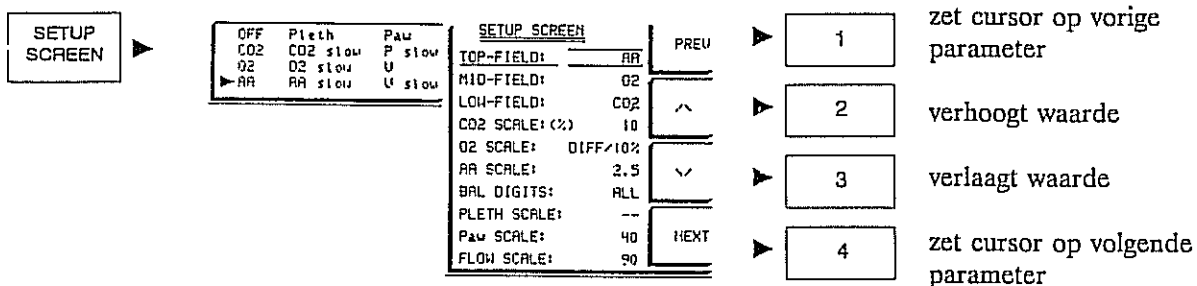 SETUP
SCREEN
OFF Pleth Paw
CO2 CO2 slow P slow
O2 O2 slow V
AA AA slow V slow
SETUP SCREEN
TOP-FIELD: AA
MID-FIELD: O2
LOW-FIELD: CO2
CO2 SCALE:(%) 10
O2 SCALE: DIFF/10%
AA SCALE: 2.5
BAL DIGITS: ALL
PLETH SCALE: --
Paw SCALE: 40
FLOW SCALE: 90
PREV
NEXT
1
zet cursor op vorige
parameter
2
verhoogt waarde
3
verlaagt waarde
4
zet cursor op volgende
parameter